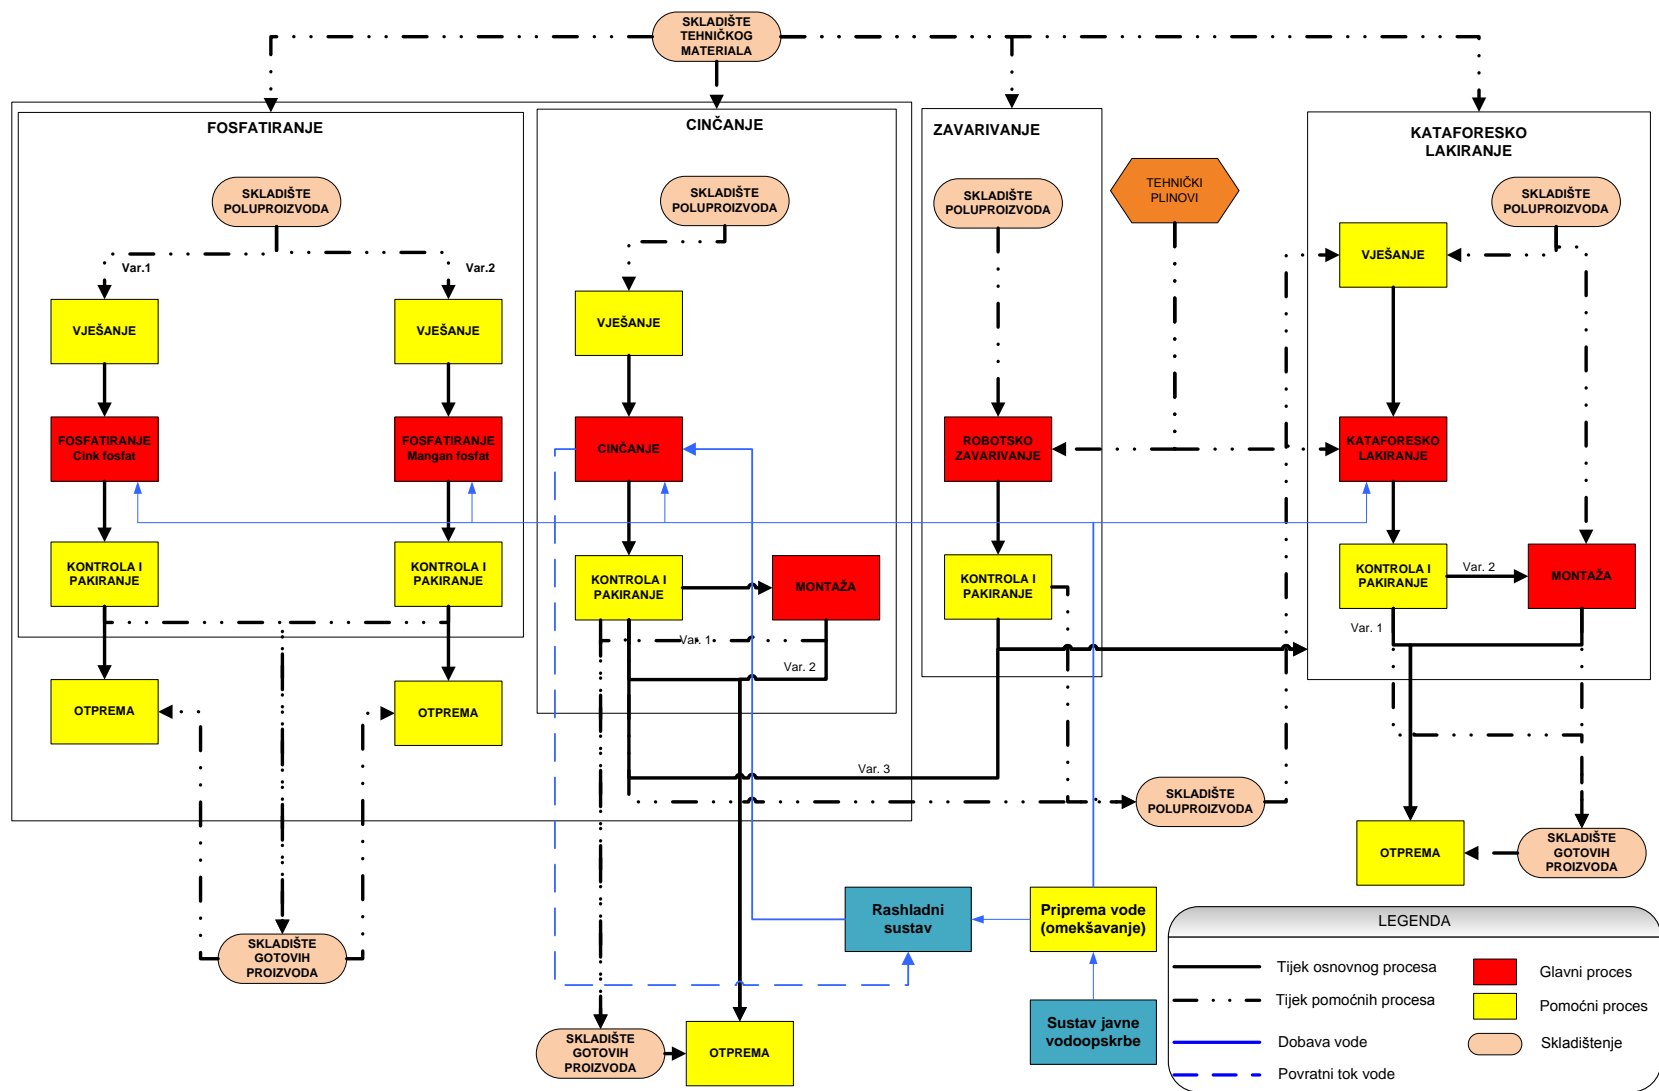 SKLADIŠTE
TEHNIČKOG
MATERIALA
FOSFATIRANJE
CINČANJE
ZAVARIVANJE
KATAFORESKO
LAKIRANJE
SKLADIŠTE
POLUPROIZVODA
SKLADIŠTE
POLUPROIZVODA
SKLADIŠTE
POLUPROIZVODA
TEHNIČKI
PLINOVI
SKLADIŠTE
POLUPROIZVODA
Var.1
Var.2
VJEŠANJE
VJEŠANJE
VJEŠANJE
VJEŠANJE
FOSFATIRANJE
Cink fosfat
FOSFATIRANJE
Mangan fosfat
CINČANJE
ROBOTSKO
ZAVARIVANJE
KATAFORESKO
LAKIRANJE
KONTROLA I
PAKIRANJE
KONTROLA I
PAKIRANJE
KONTROLA I
PAKIRANJE
MONTAŽA
KONTROLA I
PAKIRANJE
KONTROLA I
PAKIRANJE
Var. 2
MONTAŽA
Var. 1
Var. 2
Var. 1
OTPREMA
OTPREMA
Var. 3
SKLADIŠTE
POLUPROIZVODA
OTPREMA
SKLADIŠTE
GOTOVIH
PROIZVODA
SKLADIŠTE
GOTOVIH
PROIZVODA
Rashladni
sustav
Priprema vode
(omekšavanje)
SKLADIŠTE
GOTOVIH
PROIZVODA
OTPREMA
Sustav javne
vodoopskrbe
LEGENDA
Tijek osnovnog procesa
Glavni proces
Tijek pomoćnih procesa
Pomoćni proces
Dobava vode
Skladištenje
Povratni tok vode